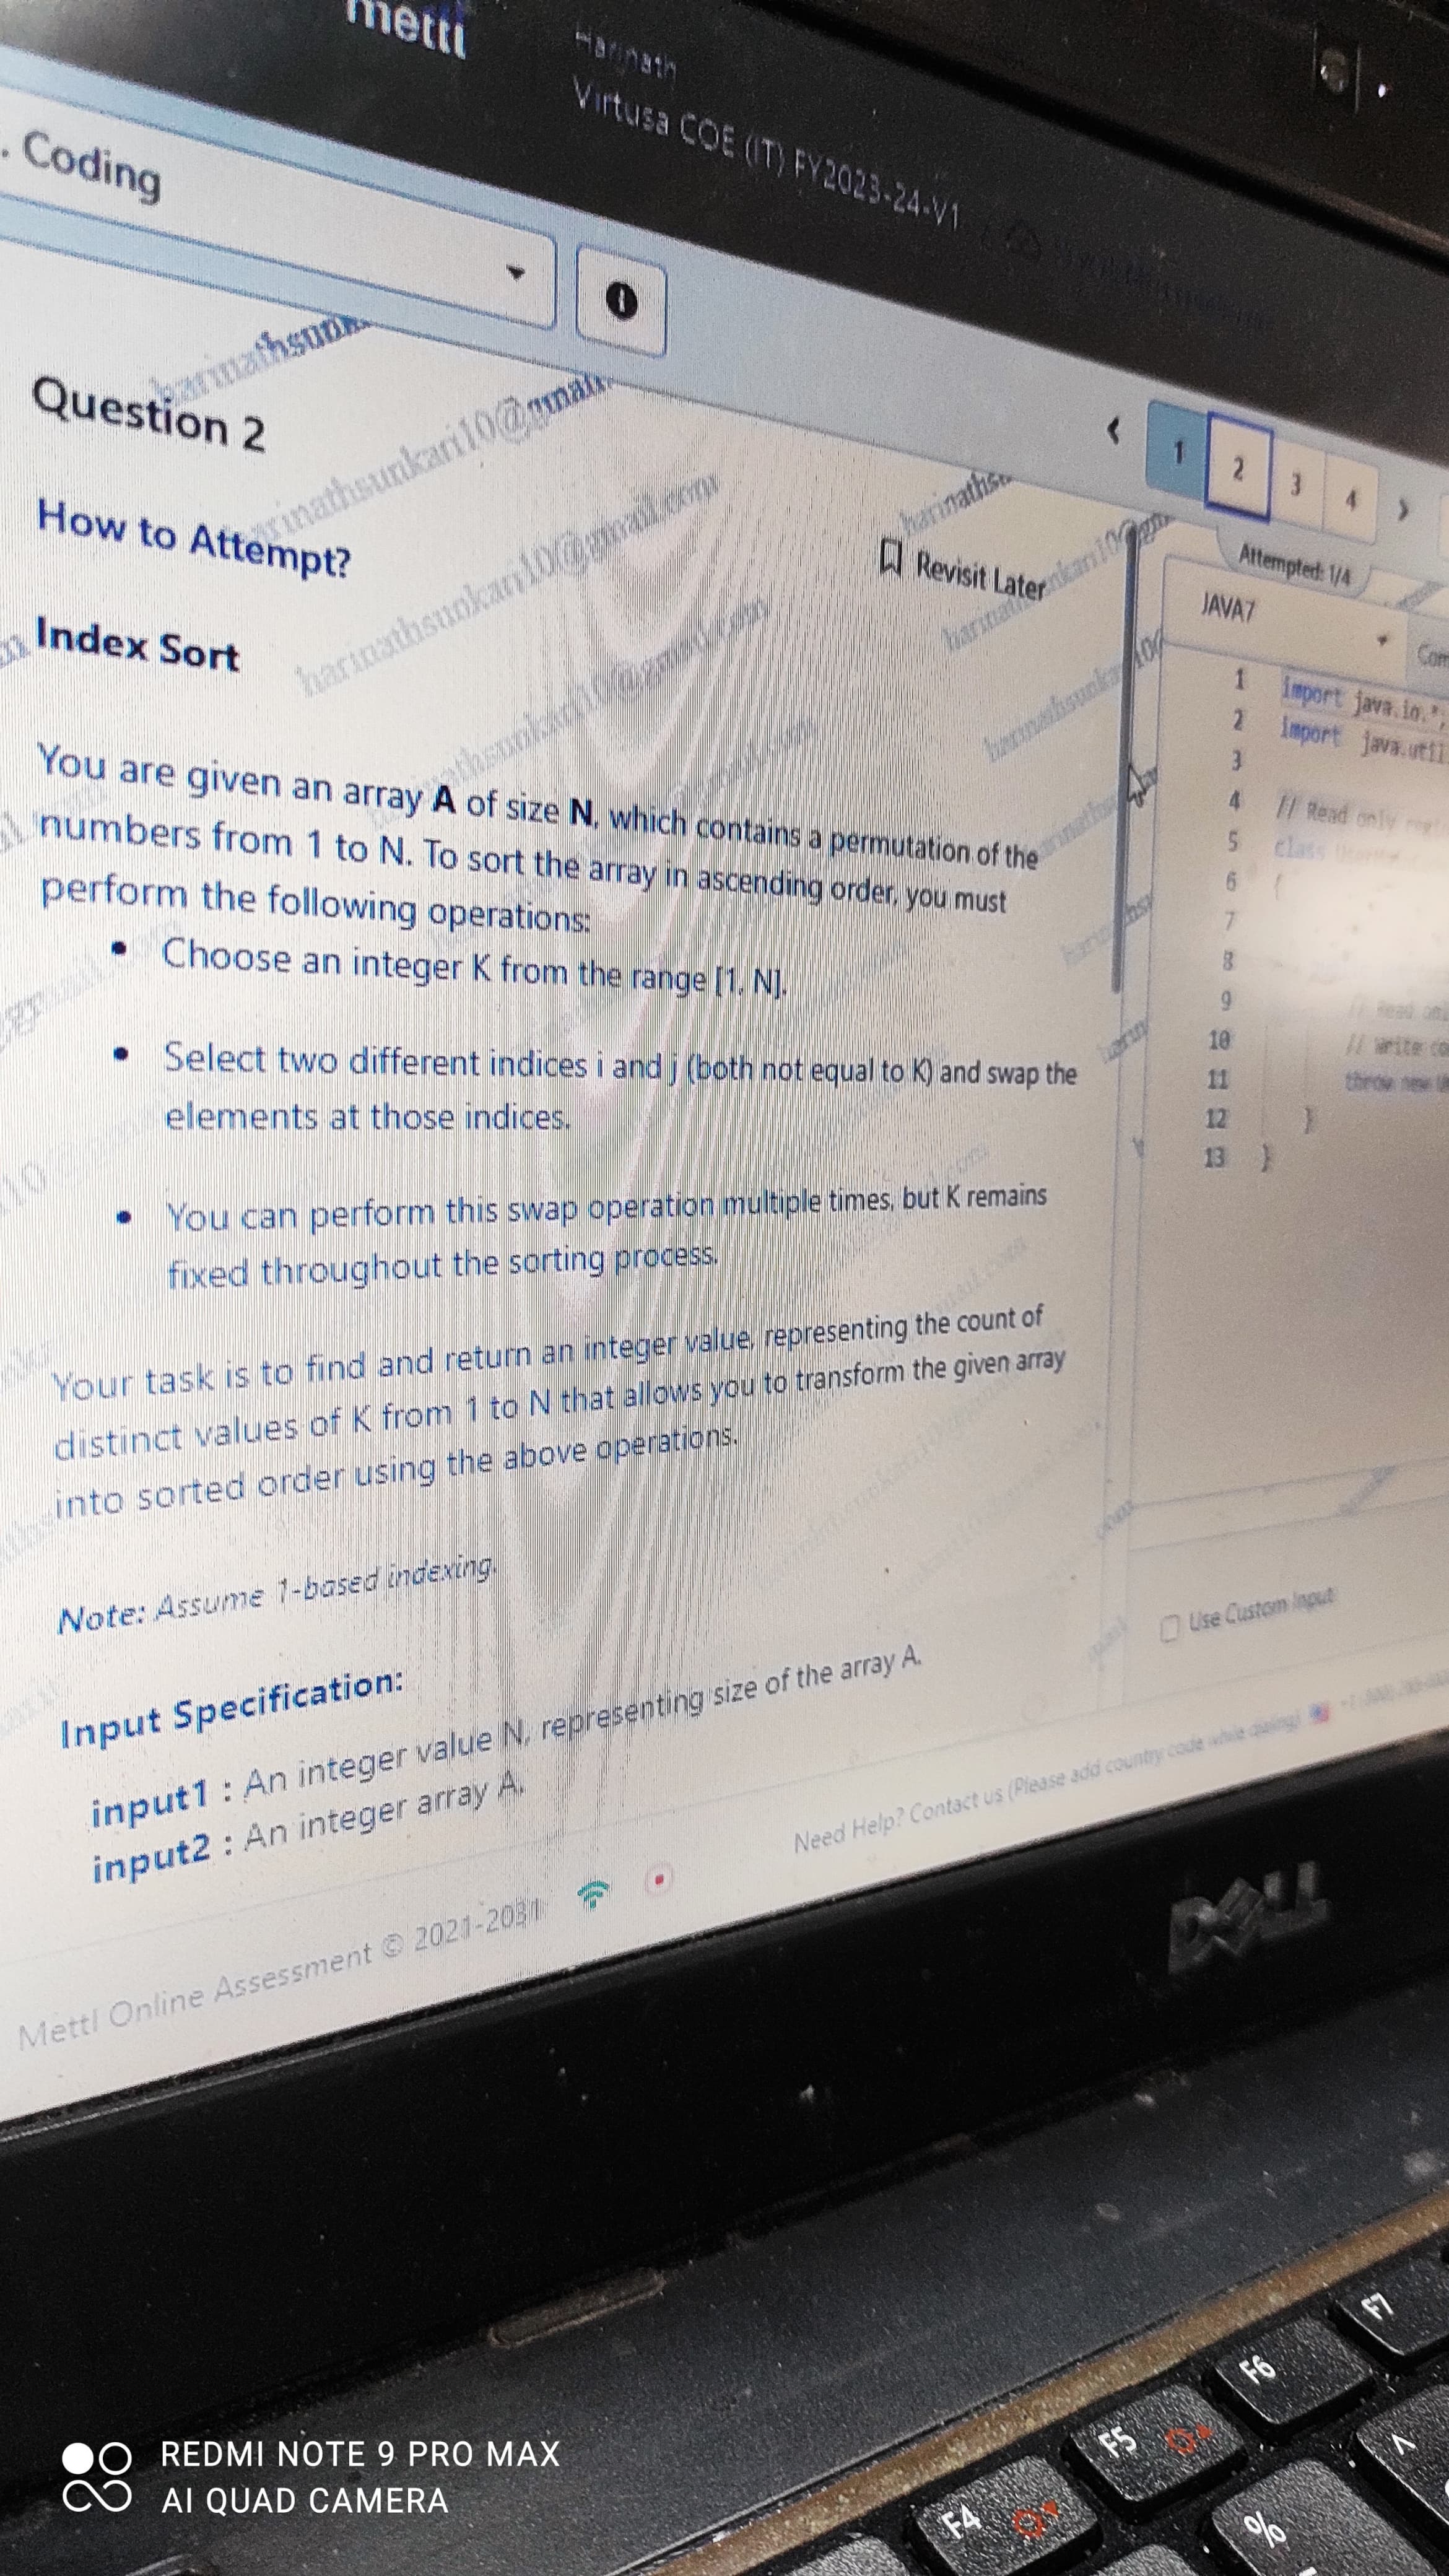 mettl
Harinath
Virtusa COE (IT) FY2023-24-V1
. Coding
Question 2
How to Attempt?
Revisit Later
Index Sort
You are given an array A of size N, which contains a permutation of the
numbers from 1 to N. To sort the array in ascending order, you must
perform the following operations:
• Choose an integer K from the range [1, N].
• Select two different indices i and j (both not equal to K) and swap the
elements at those indices.
• You can perform this swap operation multiple times, but K remains
fixed throughout the sorting process.
Your task is to find and return an integer value, representing the count of
distinct values of K from 1 to N that allows you to transform the given array
into sorted order using the above operations.
Note: Assume 1-based indexing.
Input Specification:
input1 : An integer value N, representing size of the array A.
input2 : An integer array A.
harinathsunkari10@gmail.com
1 2 3 4
Attempted: 1/4
JAVA7
1 import java.io.*;
2 import java.util
3
4 // Read only
5 class
6 {
7
8
9 // Read
10 // Write
11 throw new
12 }
13 }
Use Custom Input
Need Help? Contact us (Please add country code while dialing)
Mettl Online Assessment © 2021-2031
DELL
F4
F5
F6
F7
%
^
REDMI NOTE 9 PRO MAX
AI QUAD CAMERA